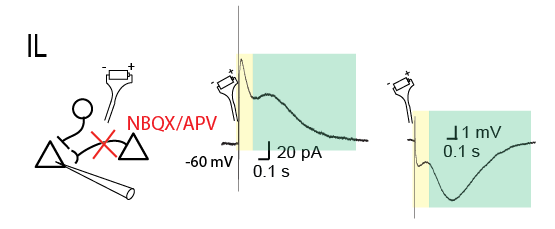 IL
- +
NBQX/APV
- +
-60 mV
20 pA
0.1 s
- +
1 mV
0.1 s